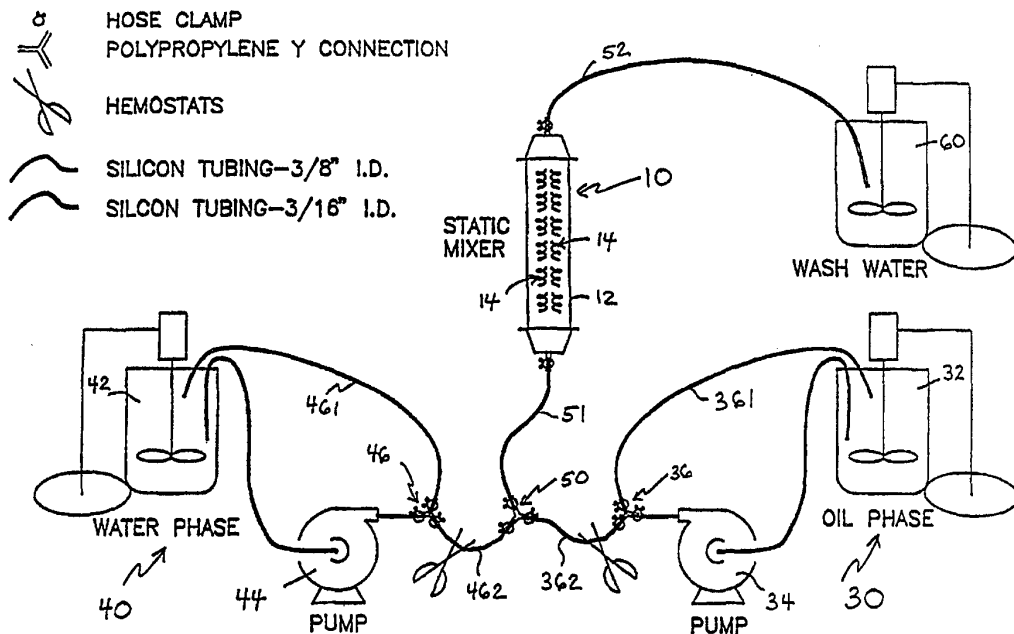 HOSE CLAMP
POLYPROPYLENE Y CONNECTION
HEMOSTATS
SILICON TUBING-3/8" I.D.
SILCON TUBING-3/16" I.D.
52
60
10
STATIC
MIXER
14
14
12
WASH WATER
42
461
51
361
32
46
50
36
WATER PHASE
OIL PHASE
40
44
462
362
34
30
PUMP
PUMP